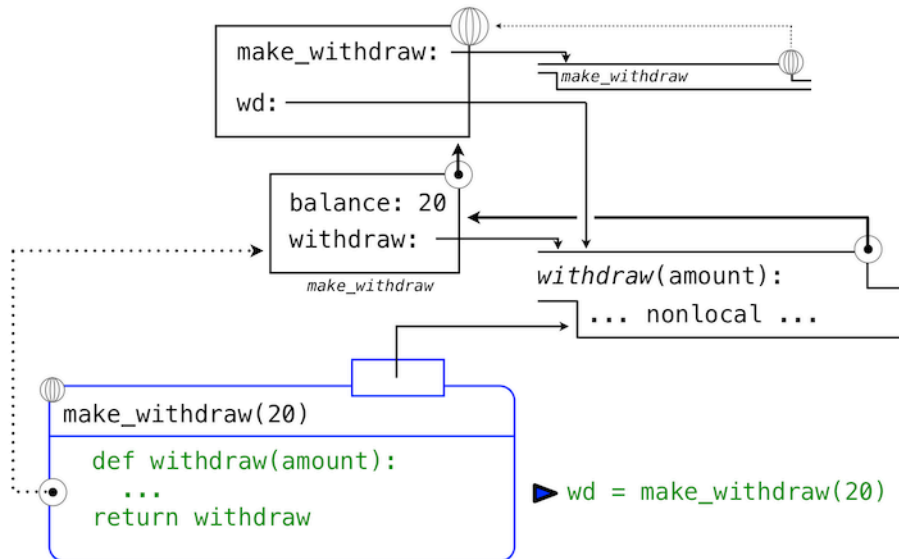 make_withdraw:
make_withdraw
wd:
balance: 20
withdraw:
make_withdraw
withdraw(amount):
... nonlocal ...
make_withdraw(20)
def withdraw(amount):
...
return withdraw
wd = make_withdraw(20)